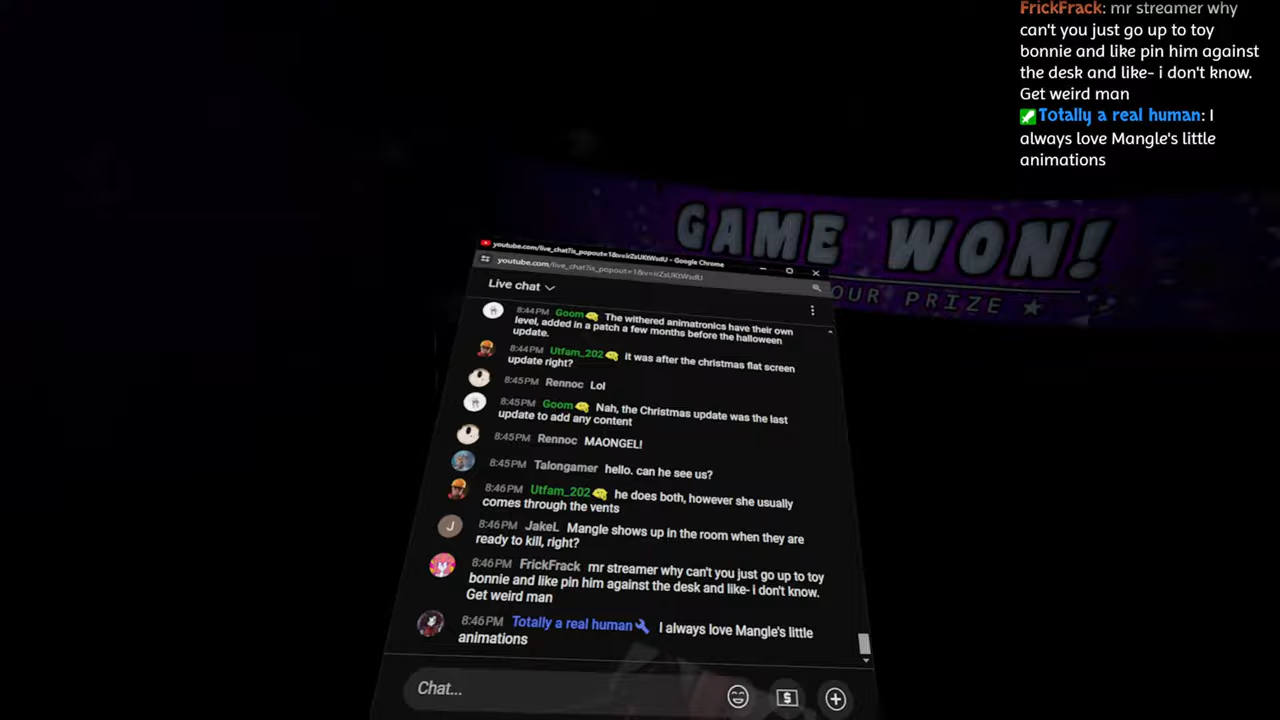 FrickFrack: mr streamer why
can't you just go up to toy
bonnie and like pin him against
the desk and like- i don't know.
Get weird man
Totally a real human: I
always love Mangle's little
animations
GAME WON!
OUR PRIZE ★
Live chat
8:44PM Goom The withered animatronics have their own
level, added in a patch a few months before the halloween
update.
8:44PM Utfam_202 it was after the christmas flat screen
update right?
8:45PM Rennoc Lol
8:45PM Goom Nah, the Christmas update was the last
update to add any content
8:45PM Rennoc MAONGEL!
8:45PM Talongamer hello. can he see us?
8:46PM Utfam_202 he does both, however she usually
comes through the vents
J
8:46PM JakeL Mangle shows up in the room when they are
ready to kill, right?
8:46PM FrickFrack mr streamer why can't you just go up to toy
bonnie and like pin him against the desk and like- i don't know.
Get weird man
8:46PM Totally a real human I always love Mangle's little
animations
Chat...